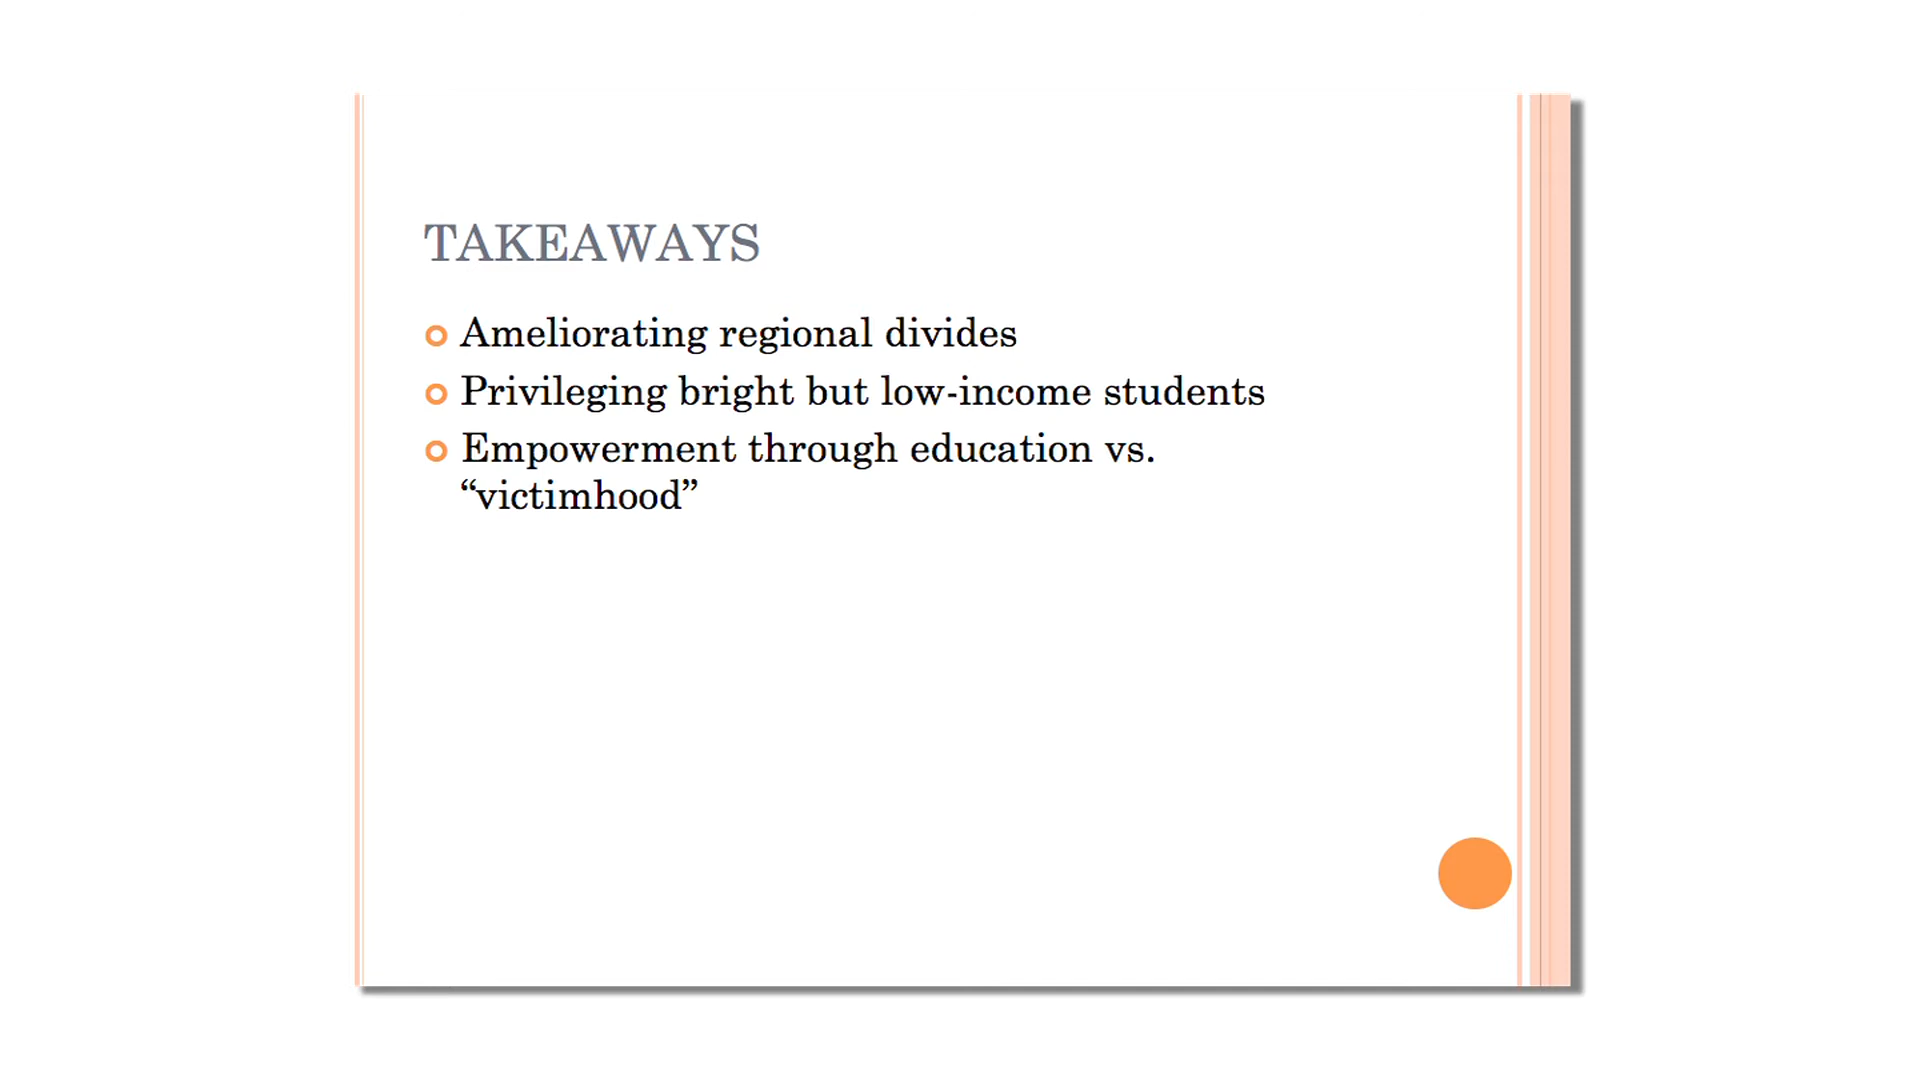 TAKEAWAYS
Ameliorating regional divides
Privileging bright but low-income students
Empowerment through education vs.
“victimhood”